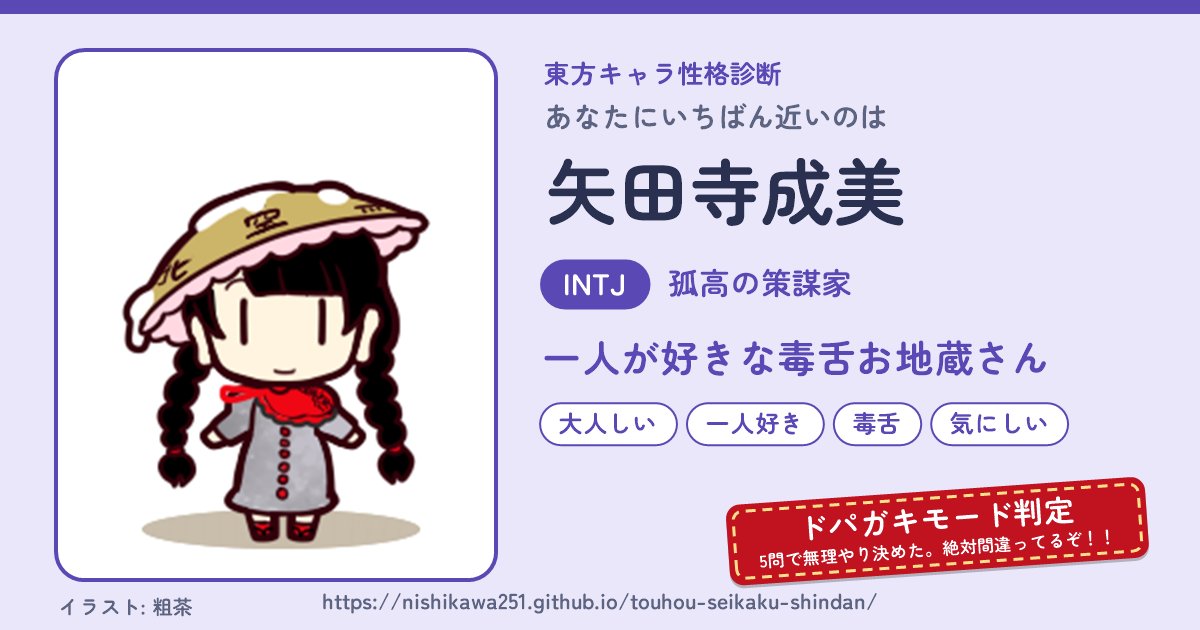 東方キャラ性格診断
あなたにいちばん近いのは
矢田寺成美
INTJ 孤高の策謀家
一人が好きな毒舌お地蔵さん
大人しい 一人好き 毒舌 気にしい
ドパガキモード判定
5問で無理やり決めた。絶対間違ってるぞ！！
イラスト: 粗茶
https://nishikawa251.github.io/touhou-seikaku-shindan/